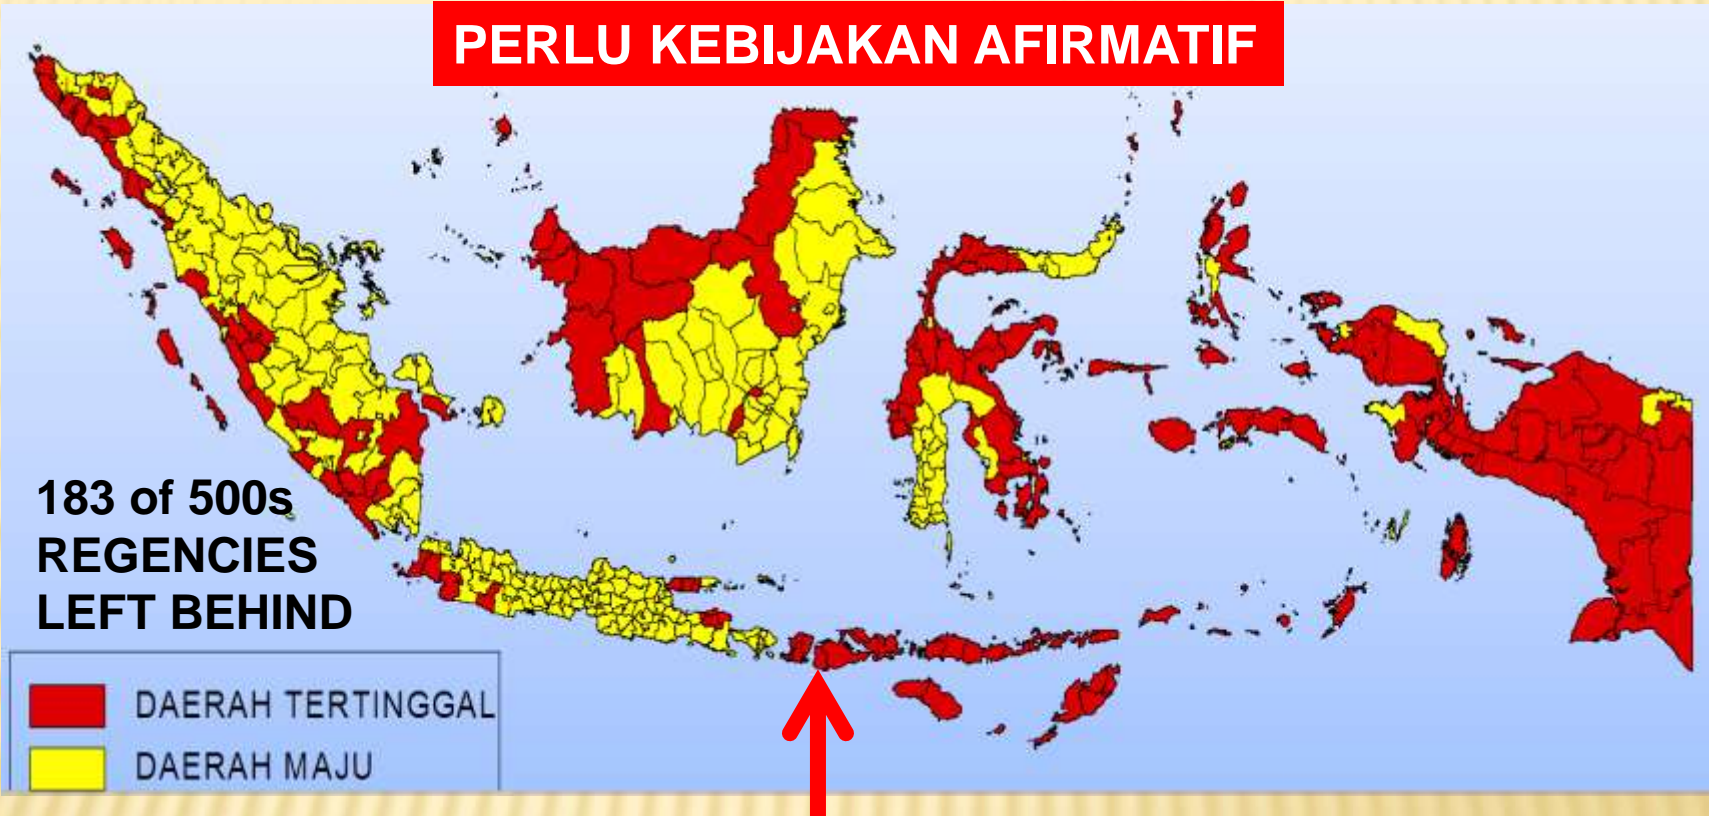 PERLU KEBIJAKAN AFIRMATIF
183 of 500s
REGENCIES
LEFT BEHIND
DAERAH TERTINGGAL
DAERAH MAJU